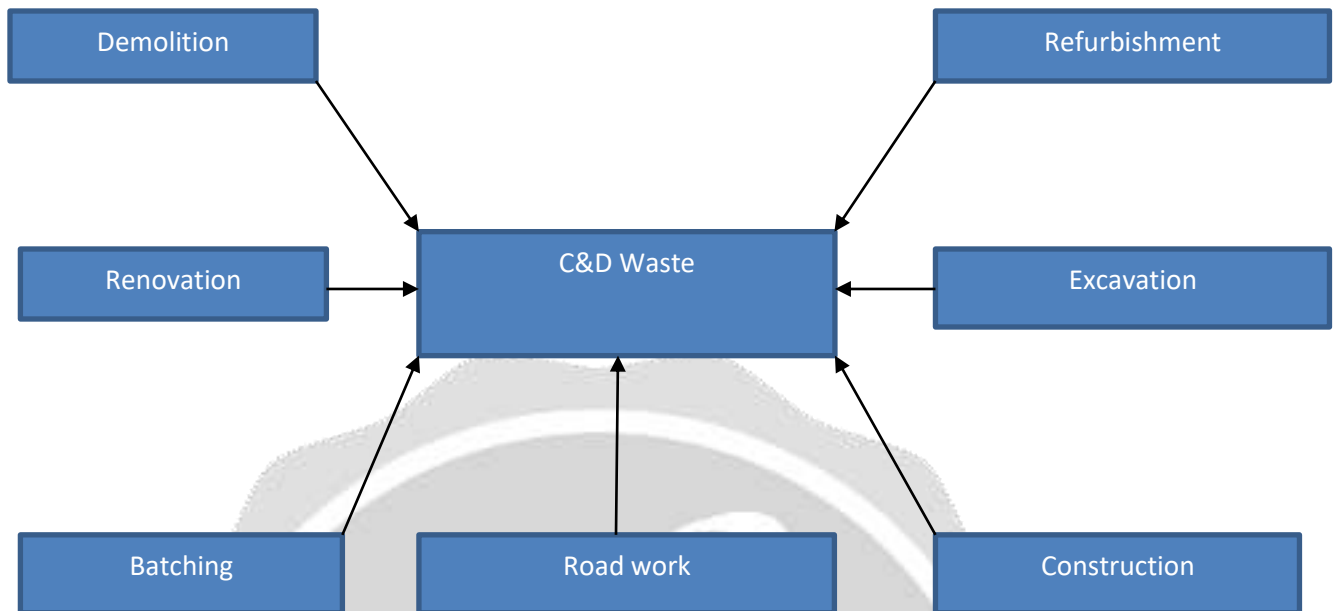 Demolition
Refurbishment
Renovation
C&D Waste
Excavation
Batching
Road work
Construction